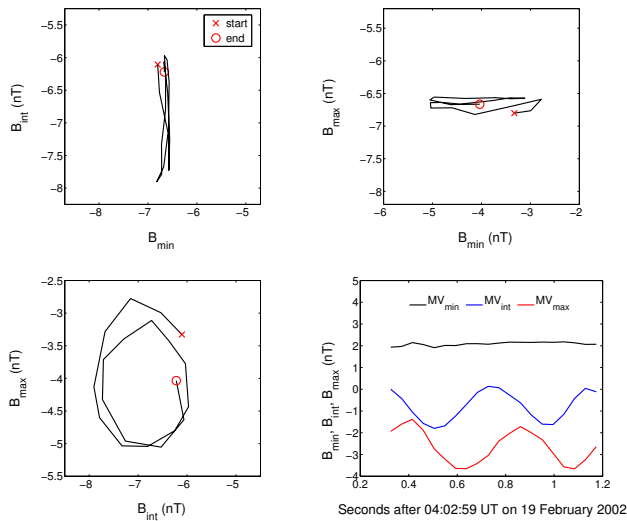 start
end
B_int (nT)
-5.5
-6
-6.5
-7
-7.5
-8
-8 -7 -6 -5
B_min
B_max (nT)
-5.5
-6
-6.5
-7
-7.5
-8
-6 -5 -4 -3 -2
B_min (nT)
B_max (nT)
-2.5
-3
-3.5
-4
-4.5
-5
-5.5
-8 -7 -6 -5
B_int (nT)
MV_min MV_int MV_max
B_min, B_int, B_max (nT)
5
4
3
2
1
0
-1
-2
-3
-4
0.2 0.4 0.6 0.8 1.0 1.2
Seconds after 04:02:59 UT on 19 February 2002